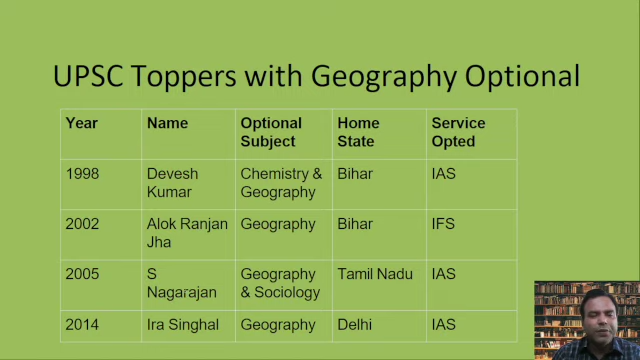 UPSC Toppers with Geography Optional
Year Name Optional Subject Home State Service Opted
1998 Devesh Kumar Chemistry & Geography Bihar IAS
2002 Alok Ranjan Jha Geography Bihar IFS
2005 S Nagarajan Geography & Sociology Tamil Nadu IAS
2014 Ira Singhal Geography Delhi IAS